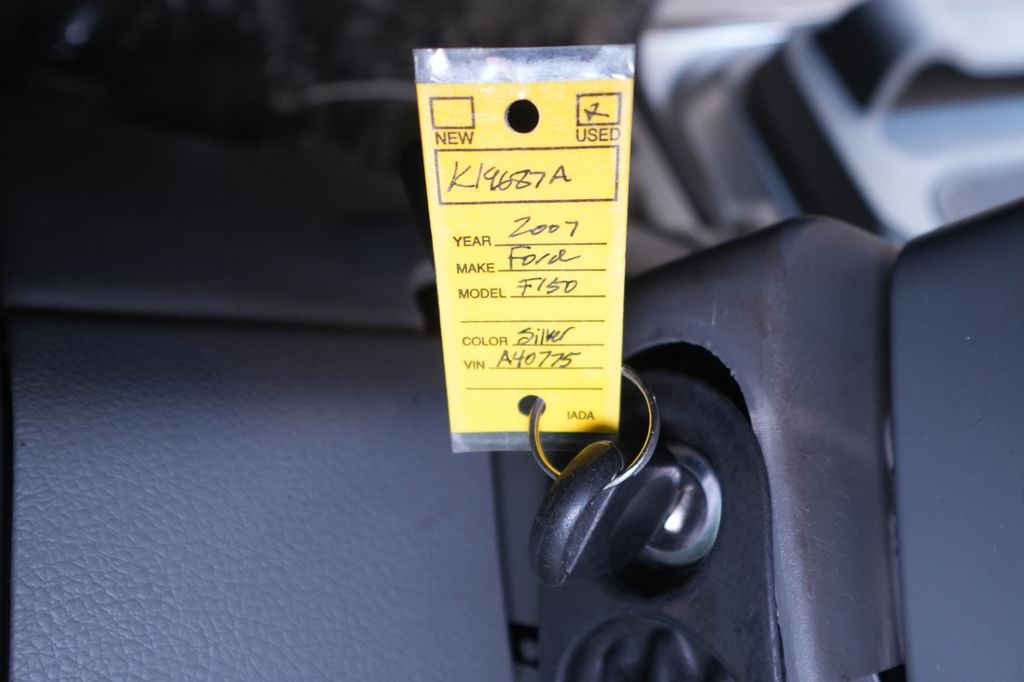 NEW USED
K19687A
YEAR 2007
MAKE Ford
MODEL F150
COLOR Silver
VIN A40775
IADA